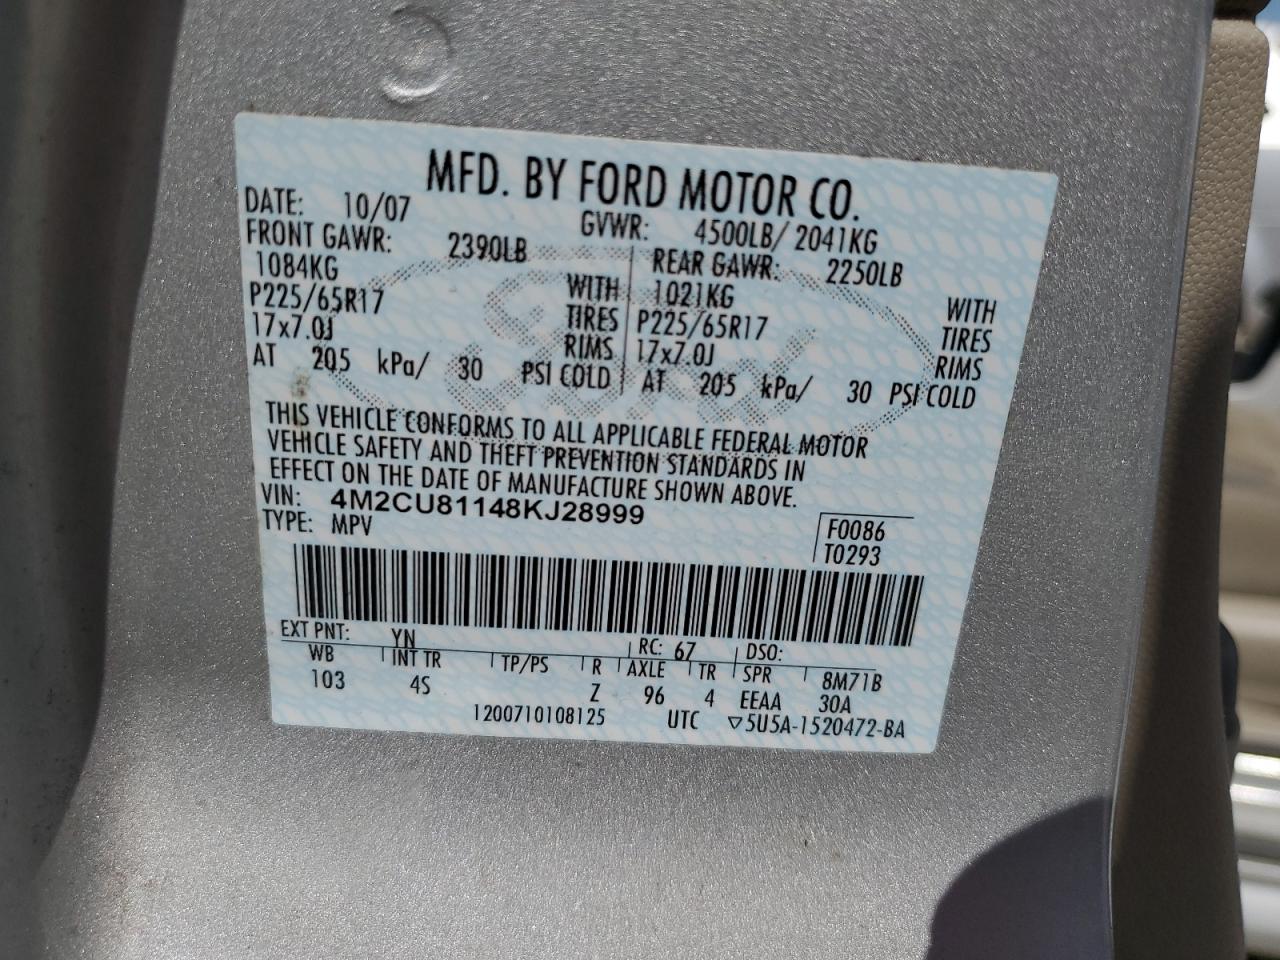 MFD. BY FORD MOTOR CO.
DATE: 10/07 GVWR: 4500LB/ 2041KG
FRONT GAWR: 2390LB REAR GAWR: 2250LB
1084KG WITH 1021KG WITH
P225/65R17 TIRES P225/65R17 TIRES
17x7.0J RIMS 17x7.0J RIMS
AT 205 kPa/ 30 PSI COLD AT 205 kPa/ 30 PSI COLD
THIS VEHICLE CONFORMS TO ALL APPLICABLE FEDERAL MOTOR
VEHICLE SAFETY AND THEFT PREVENTION STANDARDS IN
EFFECT ON THE DATE OF MANUFACTURE SHOWN ABOVE.
VIN: 4M2CU81148KJ28999
TYPE: MPV
F0086
T0293
EXT PNT: YN RC: 67 DSO:
WB INT TR TP/PS R AXLE TR SPR 8M71B
103 4S Z 96 4 EEAA 30A
1200710108125 UTC ▽5U5A-1520472-BA
Ford